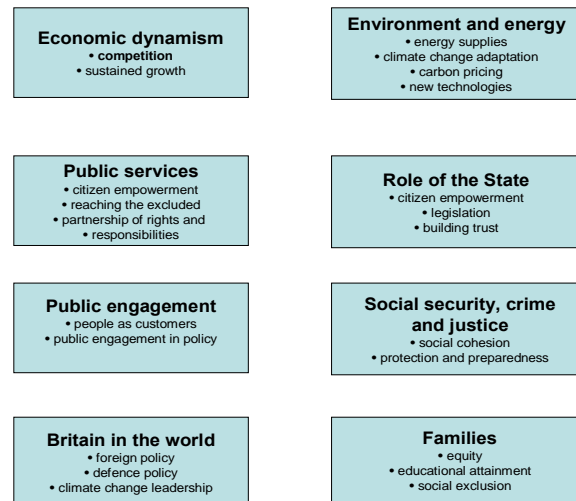 Economic dynamism
• competition
• sustained growth
Environment and energy
• energy supplies
• climate change adaptation
• carbon pricing
• new technologies
Public services
• citizen empowerment
• reaching the excluded
• partnership of rights and
• responsibilities
Role of the State
• citizen empowerment
• legislation
• building trust
Public engagement
• people as customers
• public engagement in policy
Social security, crime
and justice
• social cohesion
• protection and preparedness
Britain in the world
• foreign policy
• defence policy
• climate change leadership
Families
• equity
• educational attainment
• social exclusion